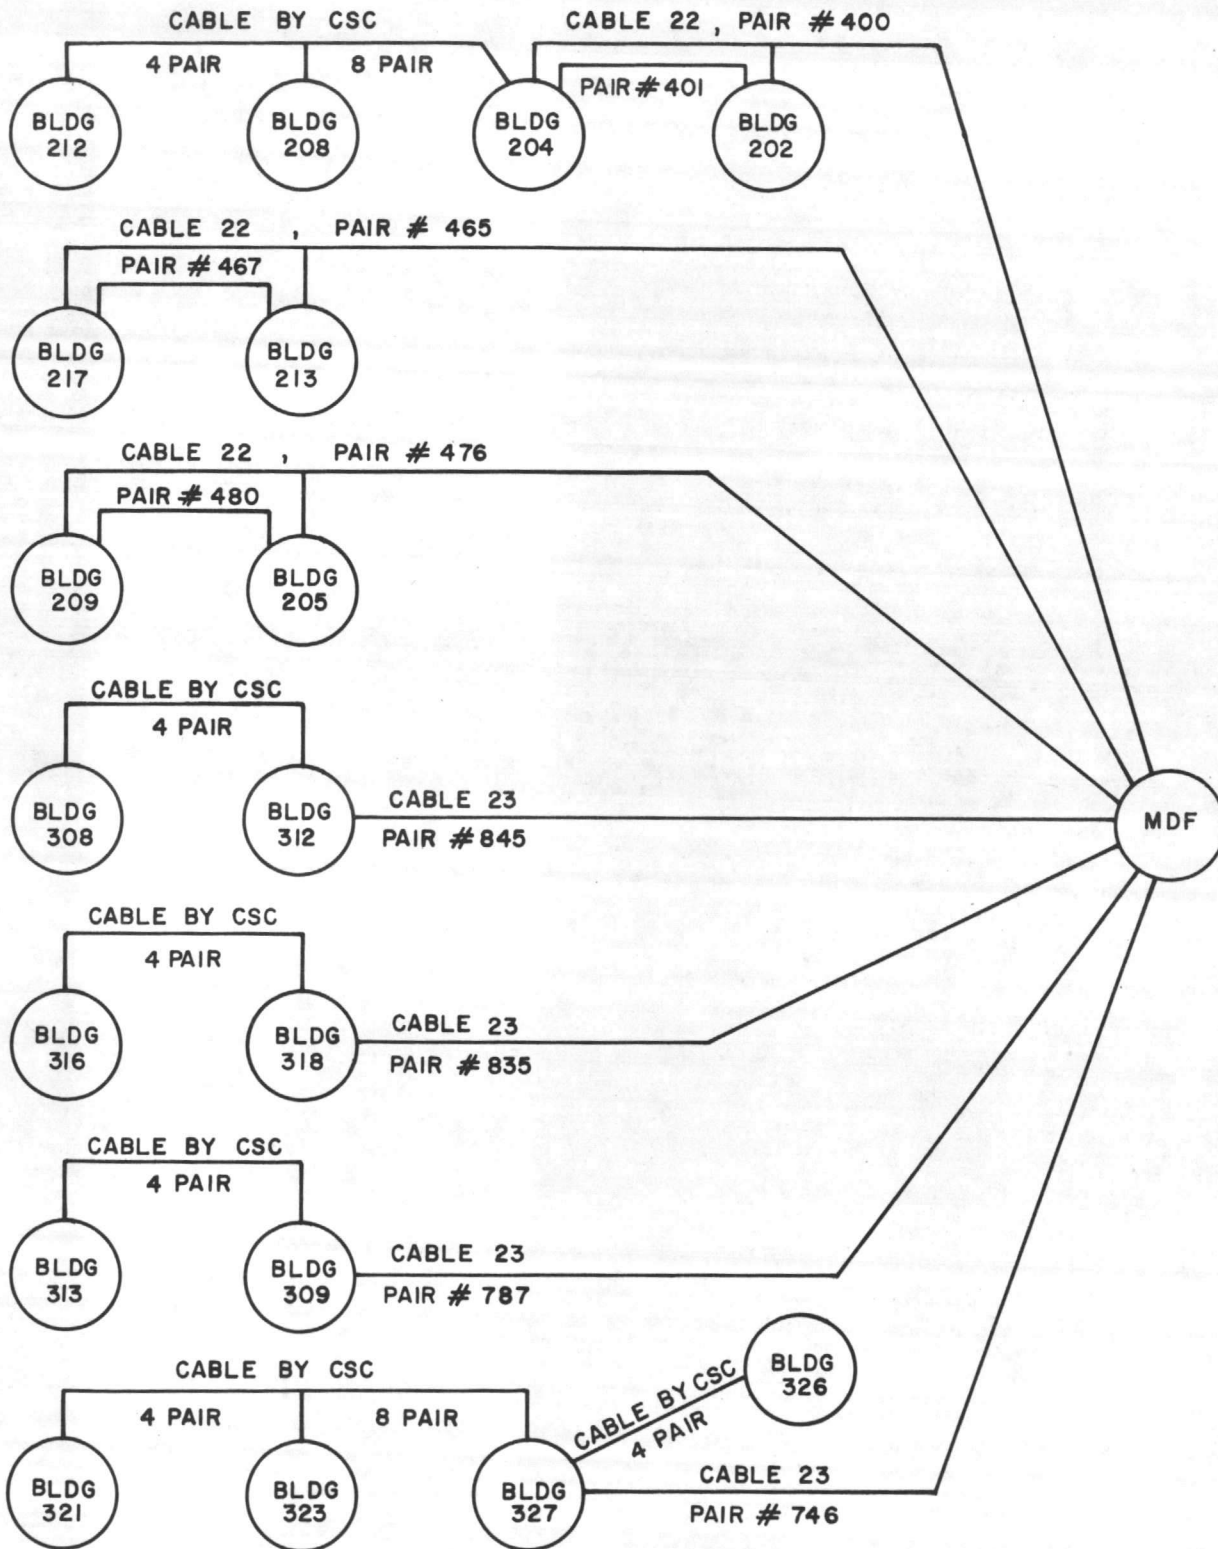 CABLE BY CSC
CABLE 22, PAIR # 400
4 PAIR
8 PAIR
PAIR # 401
BLDG
212
BLDG
208
BLDG
204
BLDG
202
CABLE 22, PAIR # 465
PAIR # 467
BLDG
217
BLDG
213
CABLE 22, PAIR # 476
PAIR # 480
BLDG
209
BLDG
205
CABLE BY CSC
4 PAIR
BLDG
308
BLDG
312
CABLE 23
PAIR # 845
MDF
CABLE BY CSC
4 PAIR
BLDG
316
BLDG
318
CABLE 23
PAIR # 835
CABLE BY CSC
4 PAIR
BLDG
313
BLDG
309
CABLE 23
PAIR # 787
CABLE BY CSC
4 PAIR
8 PAIR
BLDG
321
BLDG
323
BLDG
327
CABLE BY CSC
4 PAIR
BLDG
326
CABLE 23
PAIR # 746